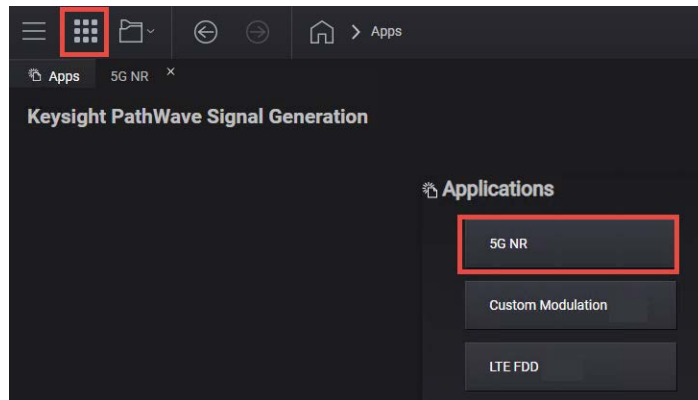 > Apps
Apps 5G NR ×
Keysight PathWave Signal Generation
Applications
5G NR
Custom Modulation
LTE FDD